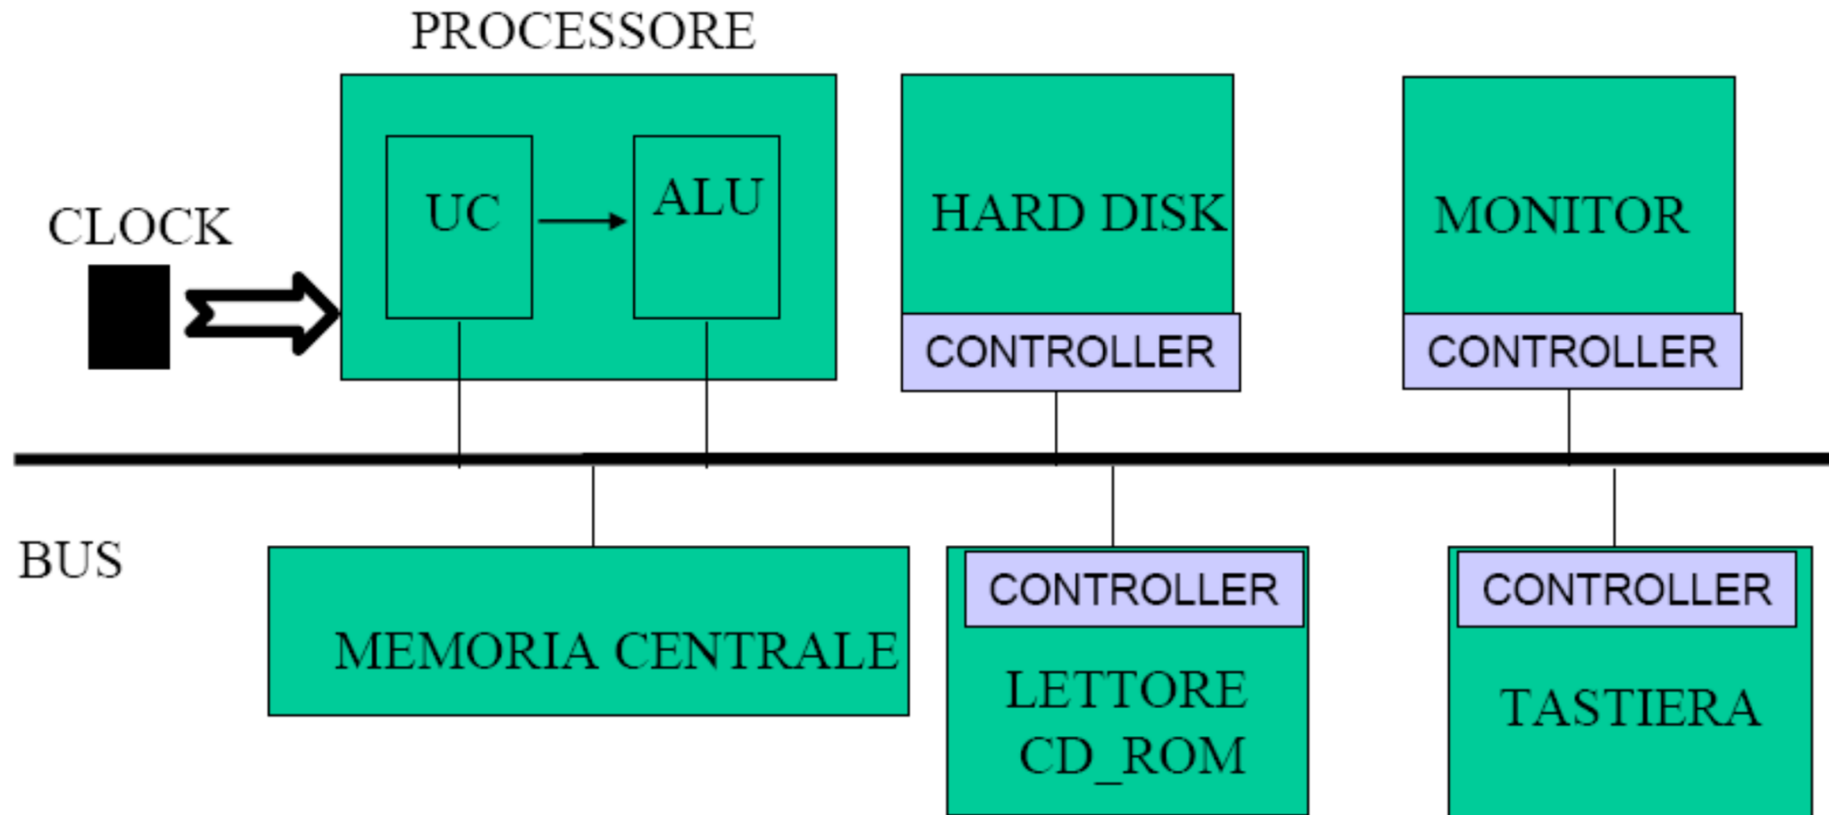 PROCESSORE
CLOCK
UC
ALU
HARD DISK
MONITOR
CONTROLLER
CONTROLLER
BUS
MEMORIA CENTRALE
CONTROLLER
LETTORE
CD_ROM
CONTROLLER
TASTIERA